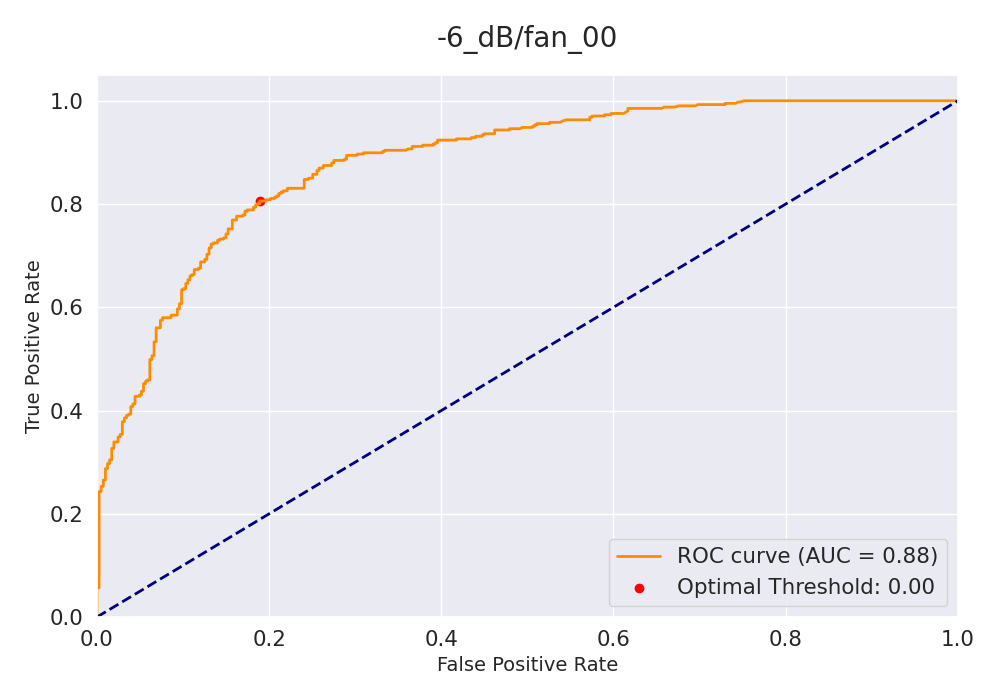 -6_dB/fan_00
True Positive Rate
1.0
0.8
0.6
0.4
0.2
0.0
ROC curve (AUC = 0.88)
Optimal Threshold: 0.00
0.0 0.2 0.4 0.6 0.8 1.0
False Positive Rate